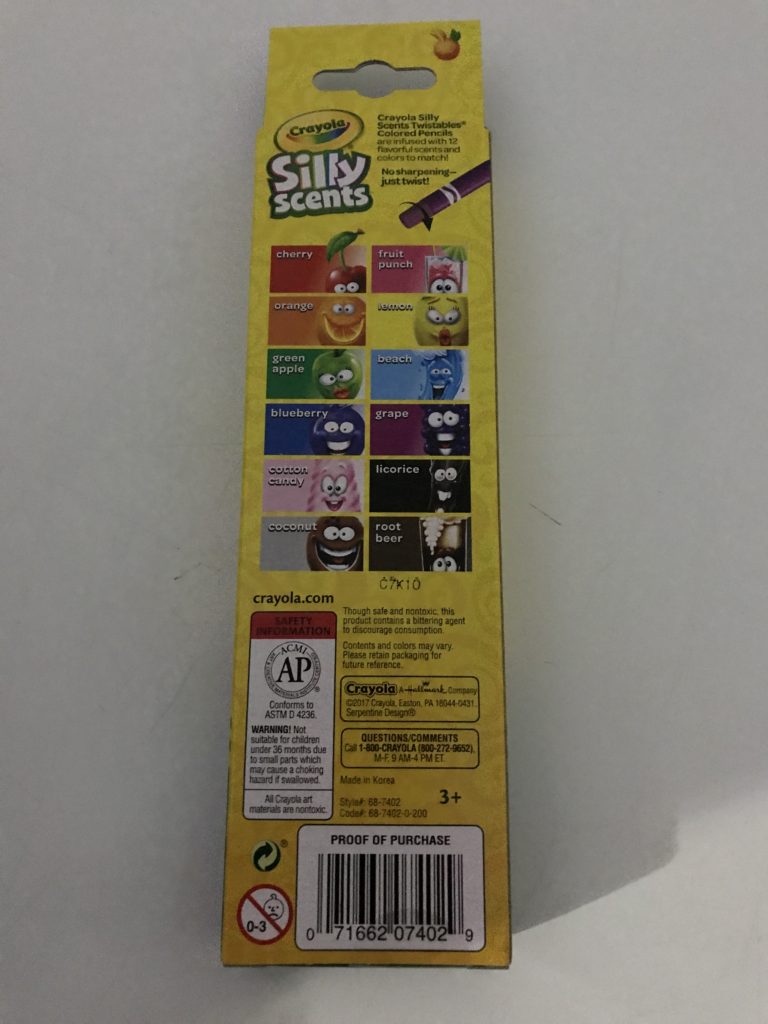 Crayola
Silly
scents
Crayola Silly
Scents Twistables®
Colored Pencils
are infused with 12
flavorful scents and
colors to match!
No sharpening—
just twist!
cherry
fruit
punch
orange
lemon
green
apple
beach
blueberry
grape
cotton
candy
licorice
coconut
root
beer
C7K10
crayola.com
SAFETY
INFORMATION
ACMI
AP
®
Conforms to
ASTM D 4236.
WARNING! Not
suitable for children
under 36 months due
to small parts which
may cause a choking
hazard if swallowed.
All Crayola art
materials are nontoxic.
Though safe and nontoxic, this
product contains a bittering agent
to discourage consumption.
Contents and colors may vary.
Please retain packaging for
future reference.
Crayola A Hallmark Company
©2017 Crayola, Easton, PA 18044-0431.
Serpentine Design®
QUESTIONS/COMMENTS
Call 1-800-CRAYOLA (800-272-9652),
M-F, 9 AM-4 PM ET.
Made in Korea
Style#: 68-7402
Code#: 68-7402-0-200
3+
®
0-3
PROOF OF PURCHASE
0 71662 07402 9